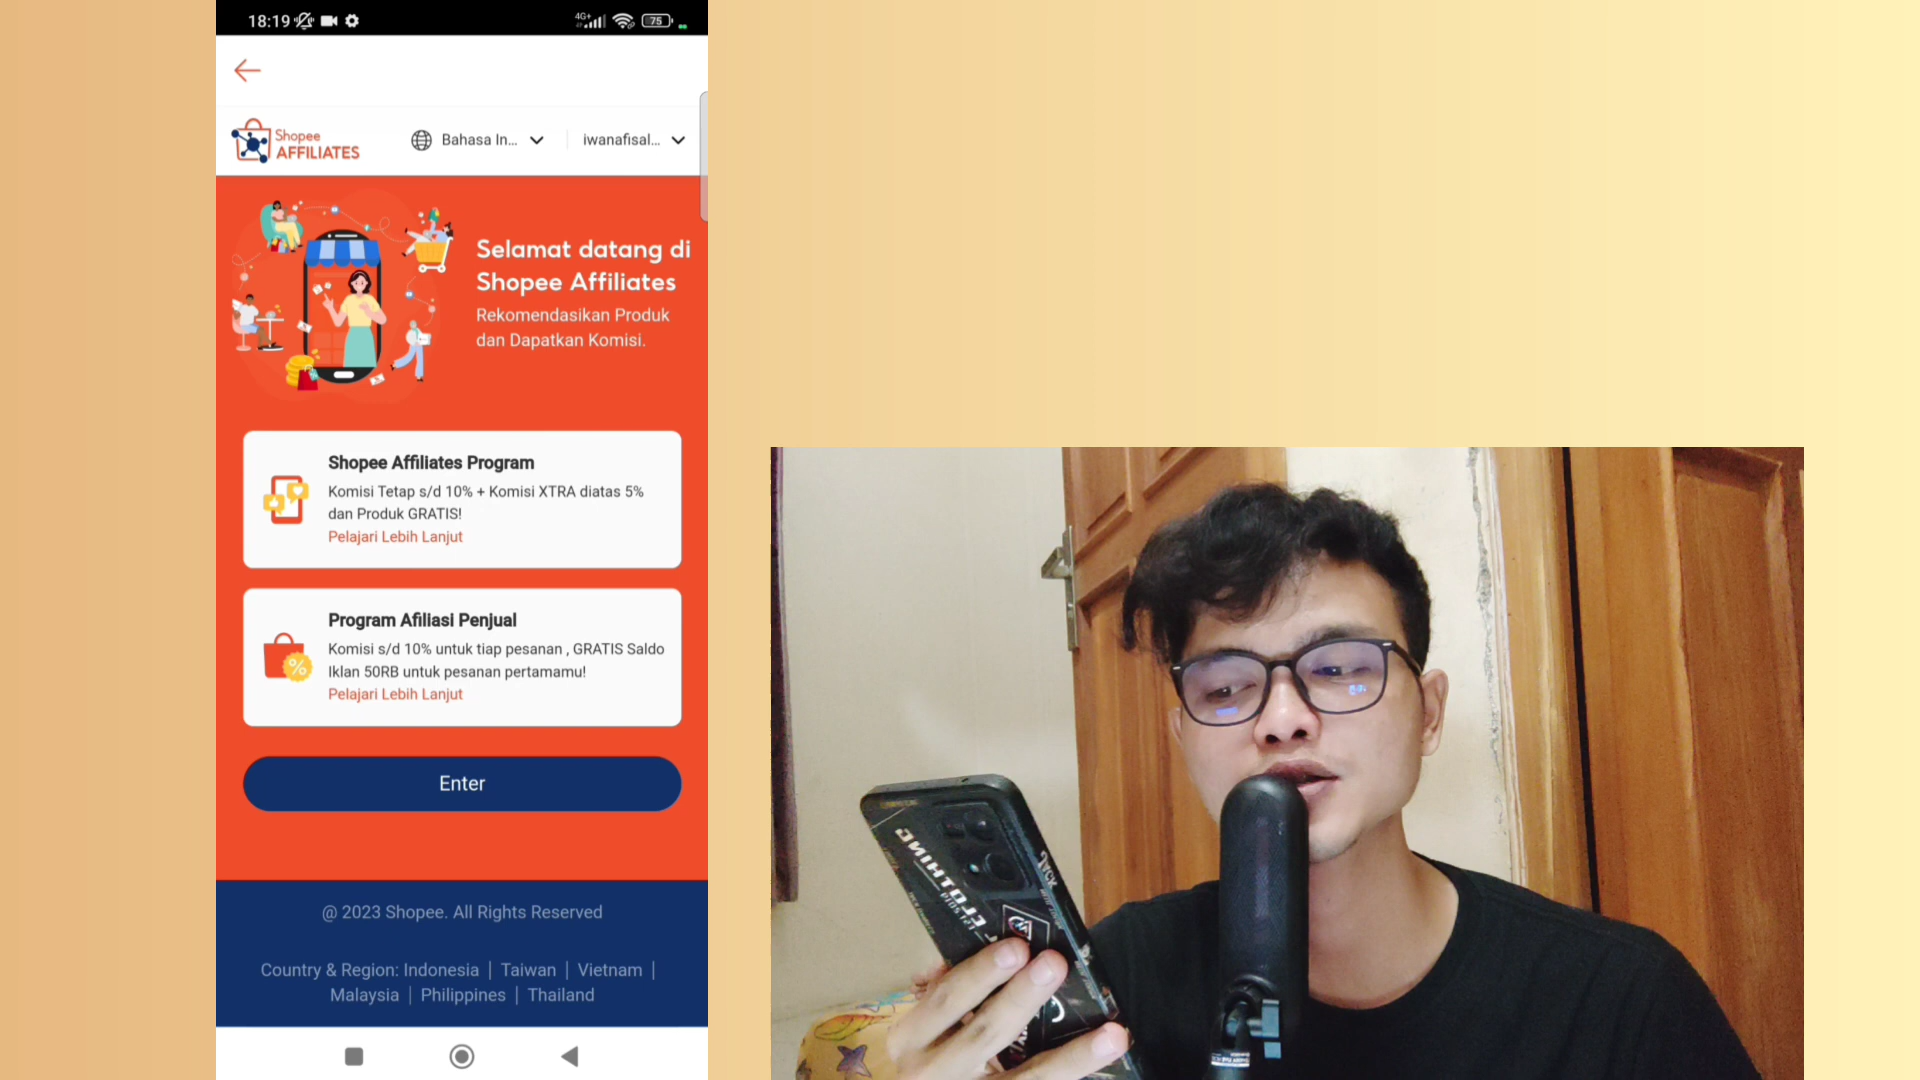 18:19
4G+
75
Shopee
AFFILIATES
Bahasa In...
iwanafisal...
Selamat datang di
Shopee Affiliates
Rekomendasikan Produk
dan Dapatkan Komisi.
Shopee Affiliates Program
Komisi Tetap s/d 10% + Komisi XTRA diatas 5%
dan Produk GRATIS!
Pelajari Lebih Lanjut
Program Afiliasi Penjual
Komisi s/d 10% untuk tiap pesanan , GRATIS Saldo
Iklan 50RB untuk pesanan pertamamu!
Pelajari Lebih Lanjut
Enter
@ 2023 Shopee. All Rights Reserved
Country & Region: Indonesia | Taiwan | Vietnam |
Malaysia | Philippines | Thailand